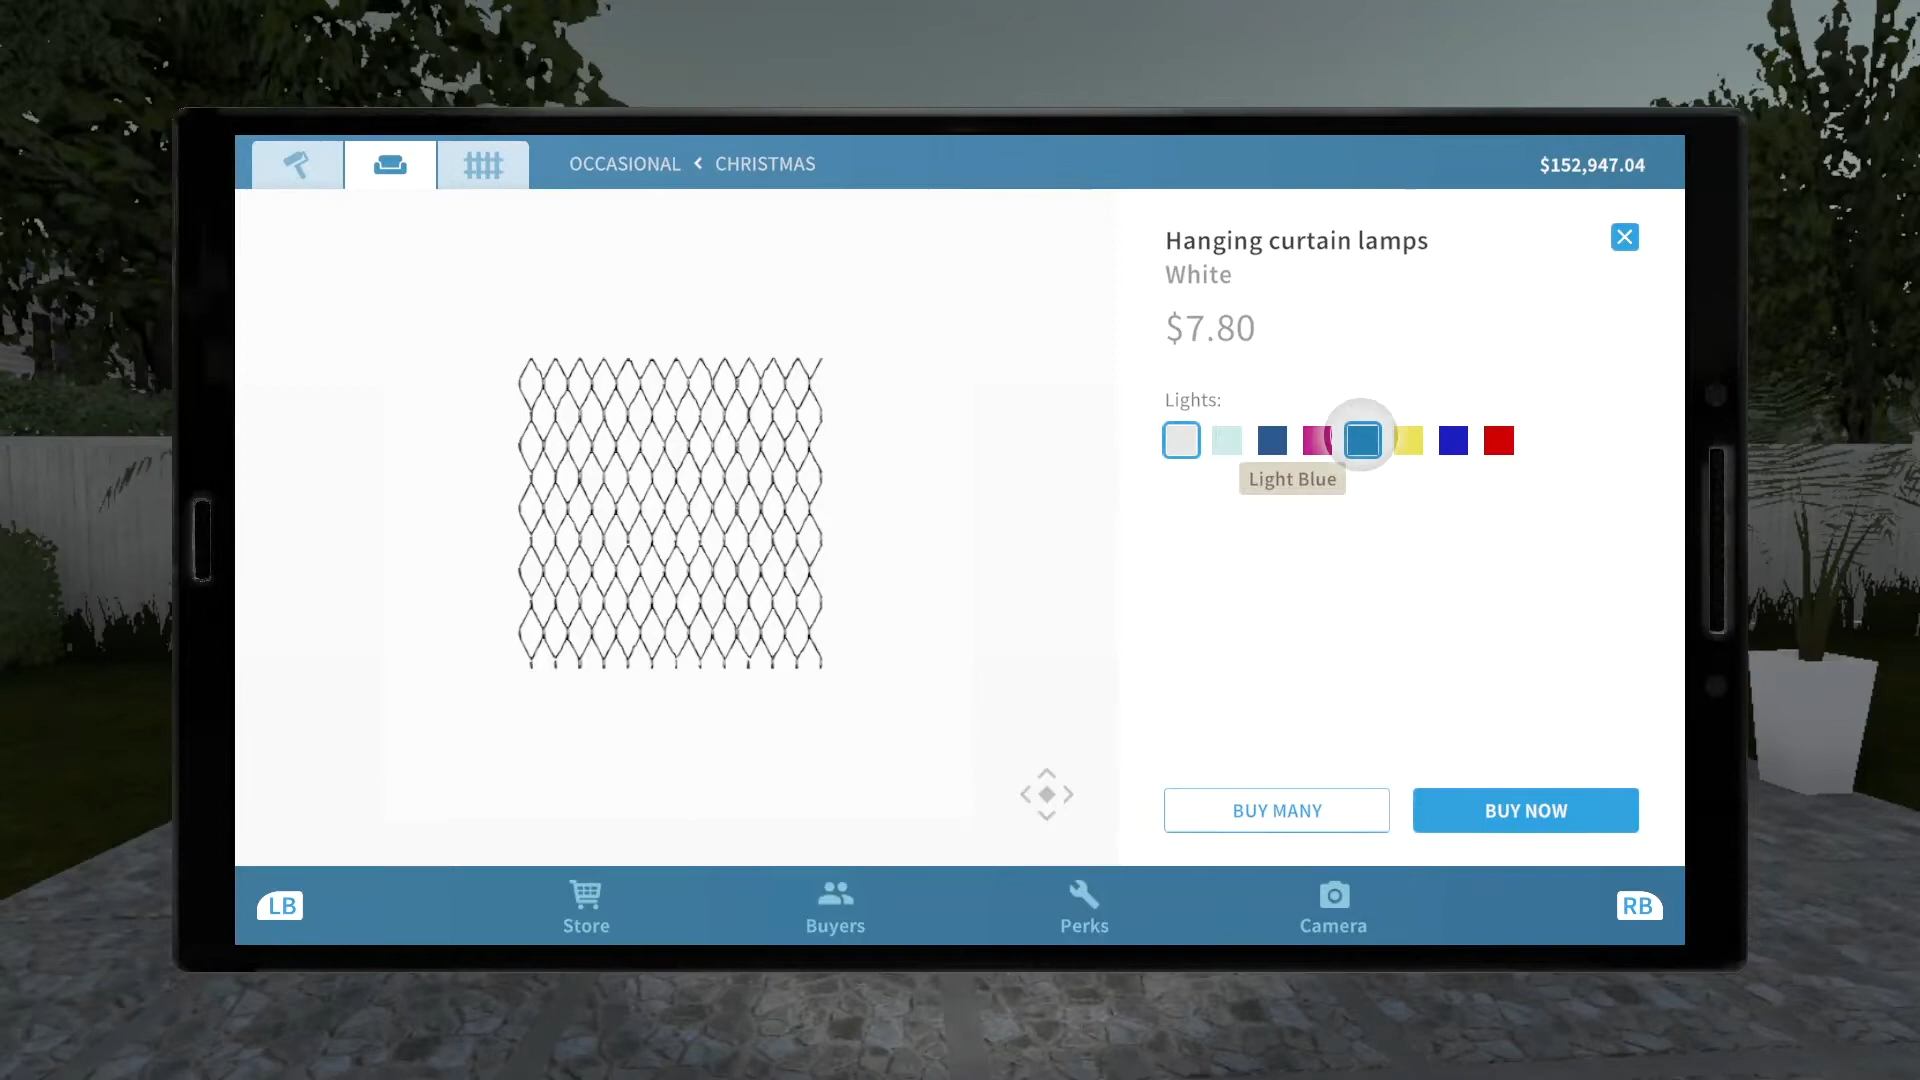 OCCASIONAL < CHRISTMAS
$152,947.04
Hanging curtain lamps
White
$7.80
Lights:
Light Blue
BUY MANY
BUY NOW
LB
Store
Buyers
Perks
Camera
RB